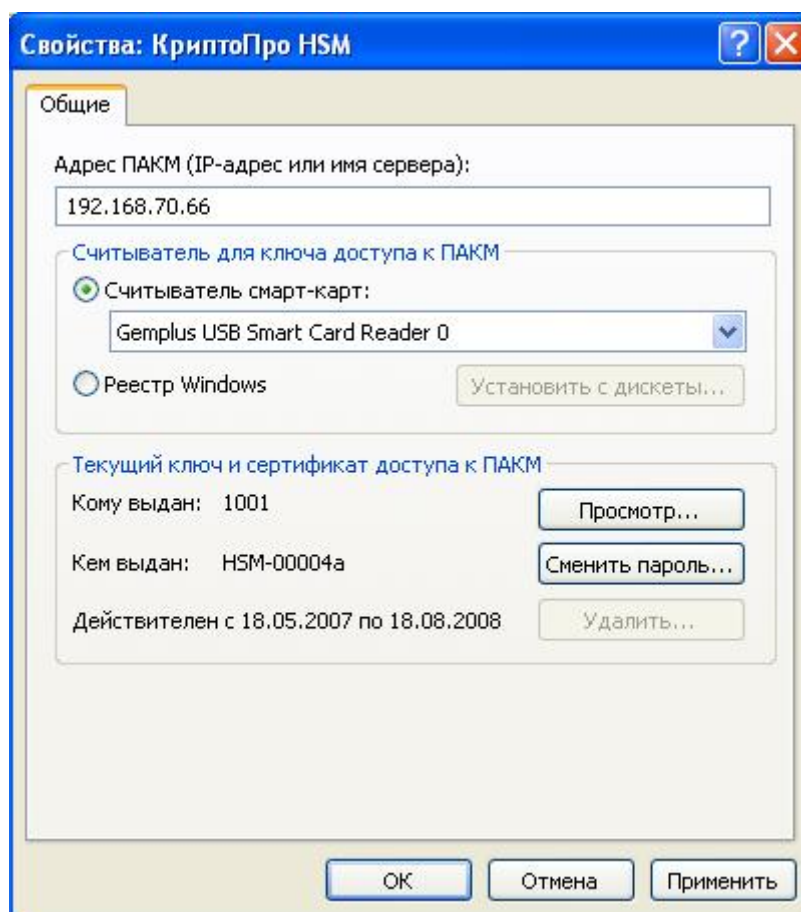 Свойства: КриптоПро HSM
Общие
Адрес ПАКМ (IP-адрес или имя сервера):
192.168.70.66
Считыватель для ключа доступа к ПАКМ
Считыватель смарт-карт:
Gemplus USB Smart Card Reader 0
Реестр Windows
Установить с дискеты...
Текущий ключ и сертификат доступа к ПАКМ
Кому выдан: 1001
Просмотр...
Кем выдан: HSM-00004a
Сменить пароль...
Действителен с 18.05.2007 по 18.08.2008
Удалить...
ОК
Отмена
Применить